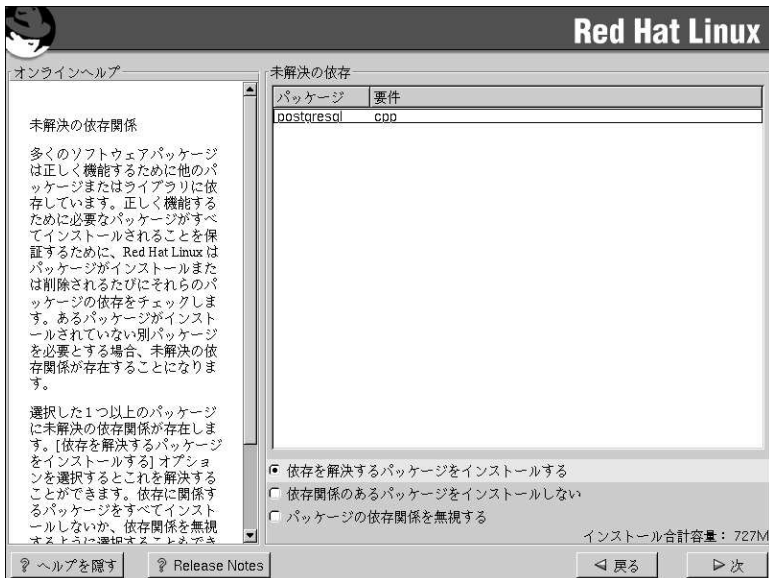 Red Hat Linux
オンラインヘルプ
未解決の依存関係
多くのソフトウェアパッケージ
は正しく機能するために他のパ
ッケージまたはライブラリに依
存しています。正しく機能する
ために必要なパッケージがすべ
てインストールされることを保
証するために、Red Hat Linux は
パッケージがインストールまた
は削除されるたびにそれらのパ
ッケージの依存をチェックしま
す。あるパッケージがインスト
ールされていない別パッケージ
を必要とする場合、未解決の依
存関係が存在することになりま
す。
選択した1つ以上のパッケージ
に未解決の依存関係が存在しま
す。[依存を解決するパッケージ
をインストールする] オプショ
ンを選択するとこれを解決する
ことができます。依存に関係す
るパッケージをすべてインスト
ールしないか、依存関係を無視
するように選択することもでき
未解決の依存
パッケージ 要件
postgresql cpp
依存を解決するパッケージをインストールする
依存関係のあるパッケージをインストールしない
パッケージの依存関係を無視する
インストール合計容量： 727M
? ヘルプを隠す
? Release Notes
戻る
次